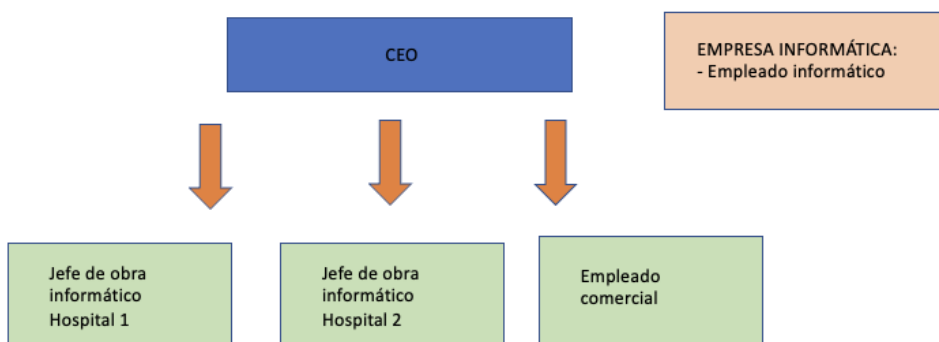 CEO
EMPRESA INFORMÁTICA:
- Empleado informático
Jefe de obra
informático
Hospital 1
Jefe de obra
informático
Hospital 2
Empleado
comercial